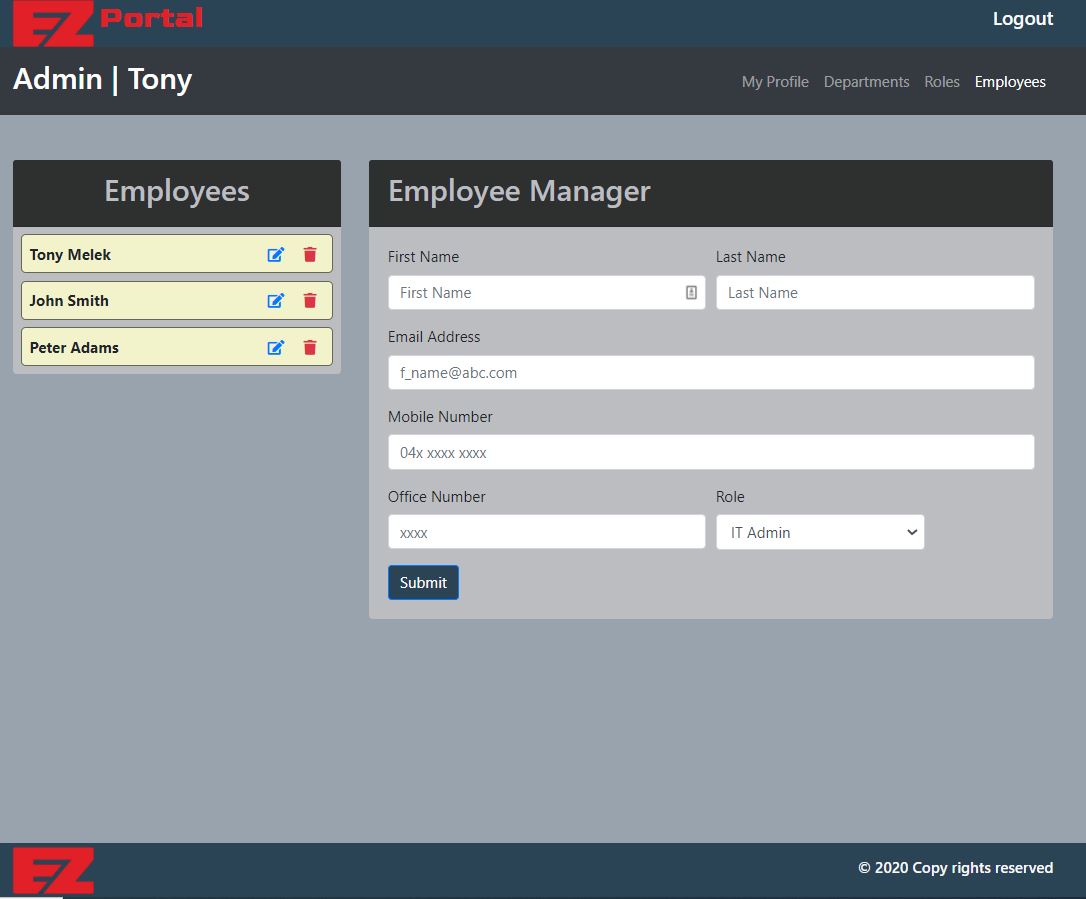 EZ Portal
Logout
Admin | Tony
My Profile Departments Roles Employees
Employees
Tony Melek
John Smith
Peter Adams
Employee Manager
First Name Last Name
First Name Last Name
Email Address
f_name@abc.com
Mobile Number
04x xxxx xxxx
Office Number Role
xxxx IT Admin
Submit
EZ
© 2020 Copy rights reserved